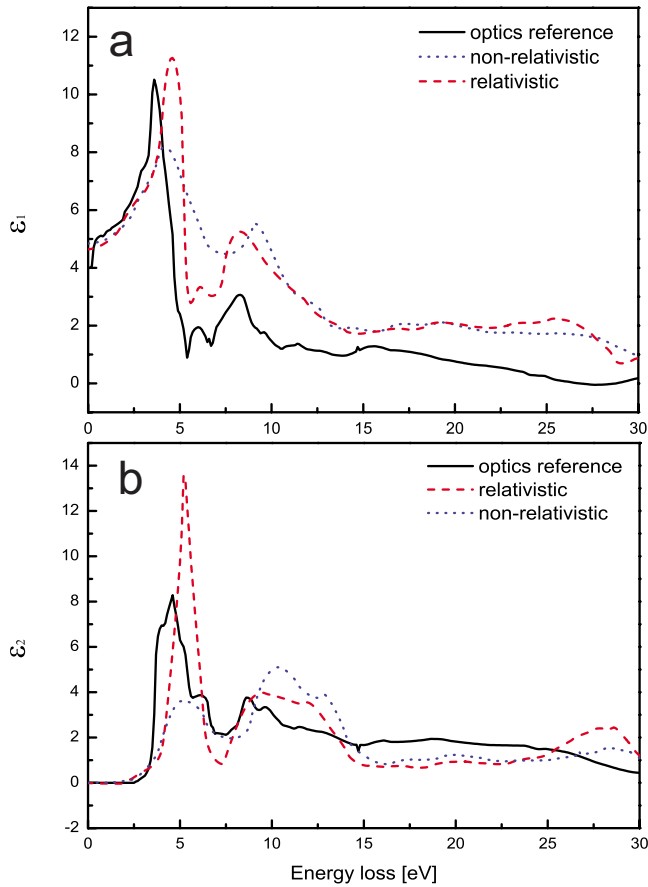 a
optics reference
non-relativistic
relativistic
12
10
8
6
4
2
0
ε1
0 5 10 15 20 25 30
b
optics reference
relativistic
non-relativistic
14
12
10
8
6
4
2
0
-2
ε2
0 5 10 15 20 25 30
Energy loss [eV]